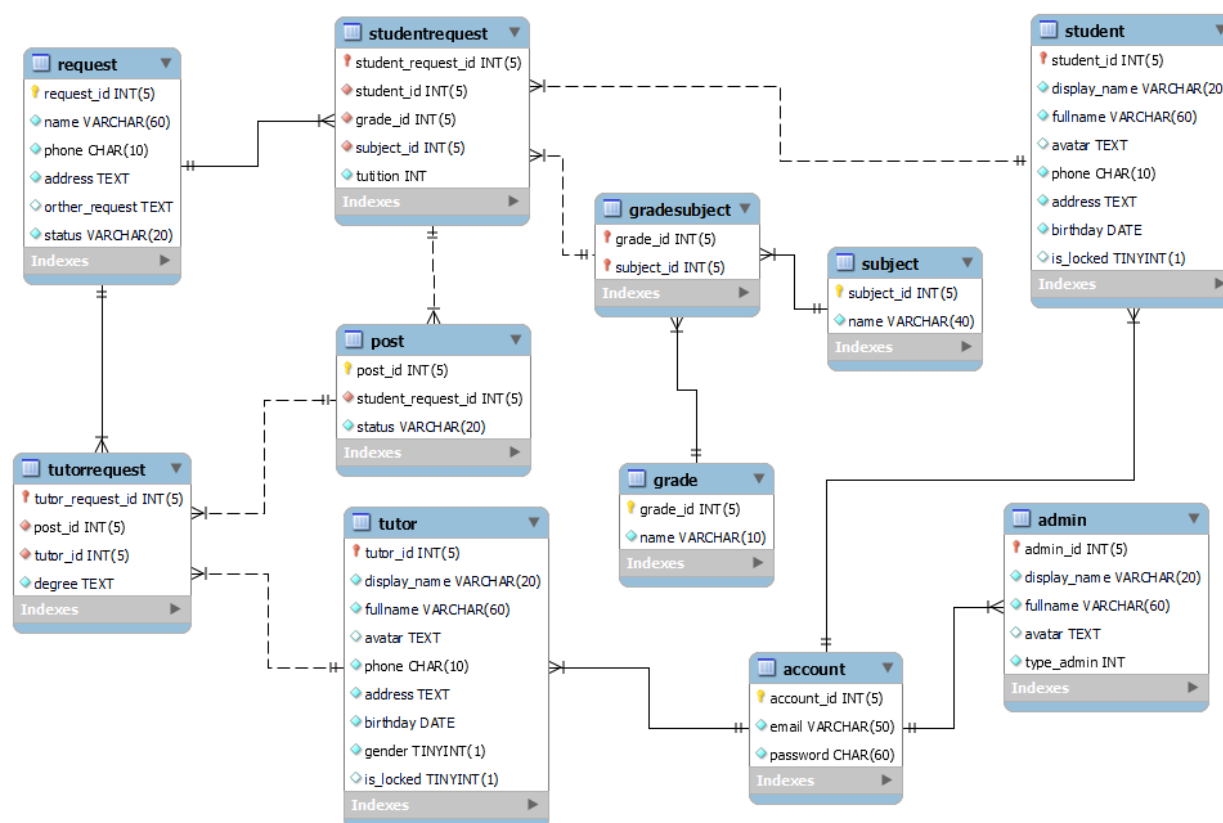 request
request_id INT(5)
name VARCHAR(60)
phone CHAR(10)
address TEXT
orther_request TEXT
status VARCHAR(20)
Indexes
studentrequest
student_request_id INT(5)
student_id INT(5)
grade_id INT(5)
subject_id INT(5)
tutition INT
Indexes
student
student_id INT(5)
display_name VARCHAR(20
fullname VARCHAR(60)
avatar TEXT
phone CHAR(10)
address TEXT
birthday DATE
is_locked TINYINT(1)
Indexes
gradesubject
grade_id INT(5)
subject_id INT(5)
Indexes
subject
subject_id INT(5)
name VARCHAR(40)
Indexes
post
post_id INT(5)
student_request_id INT(5)
status VARCHAR(20)
Indexes
tutorrequest
tutor_request_id INT(5)
post_id INT(5)
tutor_id INT(5)
degree TEXT
Indexes
tutor
tutor_id INT(5)
display_name VARCHAR(20)
fullname VARCHAR(60)
avatar TEXT
phone CHAR(10)
address TEXT
birthday DATE
gender TINYINT(1)
is_locked TINYINT(1)
Indexes
grade
grade_id INT(5)
name VARCHAR(10)
Indexes
account
account_id INT(5)
email VARCHAR(50)
password CHAR(60)
Indexes
admin
admin_id INT(5)
display_name VARCHAR(20)
fullname VARCHAR(60)
avatar TEXT
type_admin INT
Indexes